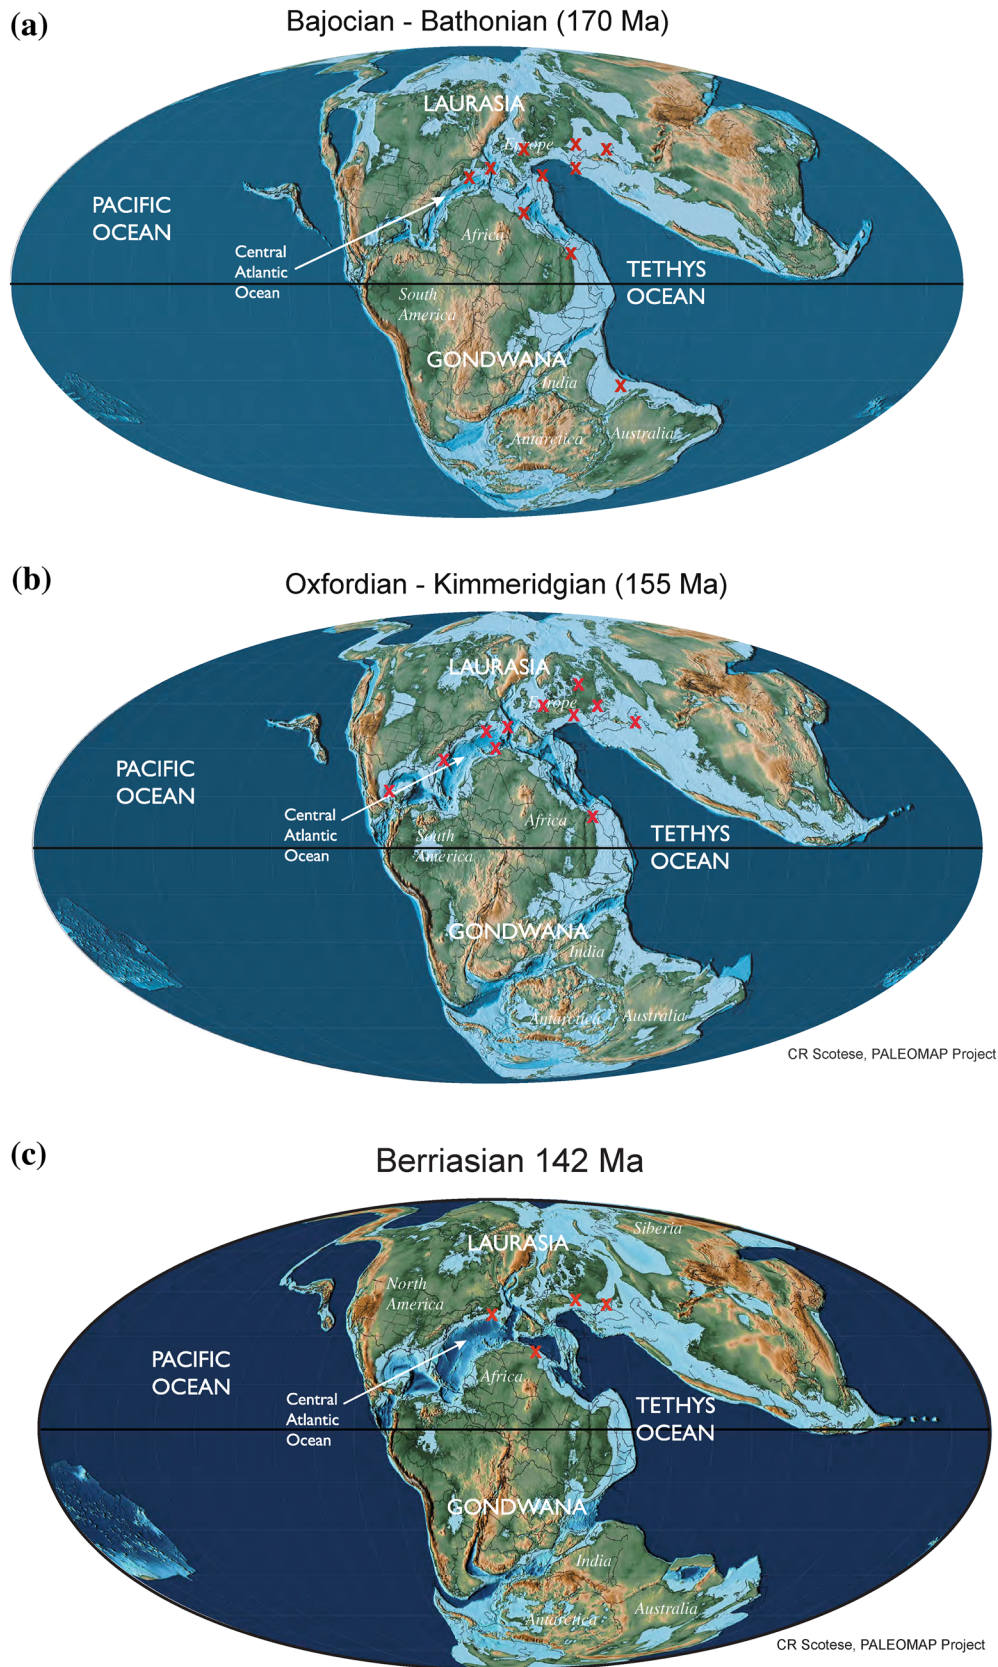 (a)
Bajocian - Bathonian (170 Ma)
LAURASIA
Europe
PACIFIC
OCEAN
Africa
Central
Atlantic
Ocean
TETHYS
OCEAN
South
America
GONDWANA
India
Antarctica
Australia
(b)
Oxfordian - Kimmeridgian (155 Ma)
LAURASIA
Europe
PACIFIC
OCEAN
Central
Atlantic
Ocean
Africa
TETHYS
OCEAN
South
America
GONDWANA
India
Antarctica
Australia
CR Scotese, PALEOMAP Project
(c)
Berriasian 142 Ma
Siberia
LAURASIA
North
America
PACIFIC
OCEAN
Africa
Central
Atlantic
Ocean
TETHYS
OCEAN
GONDWANA
India
Antarctica
Australia
CR Scotese, PALEOMAP Project